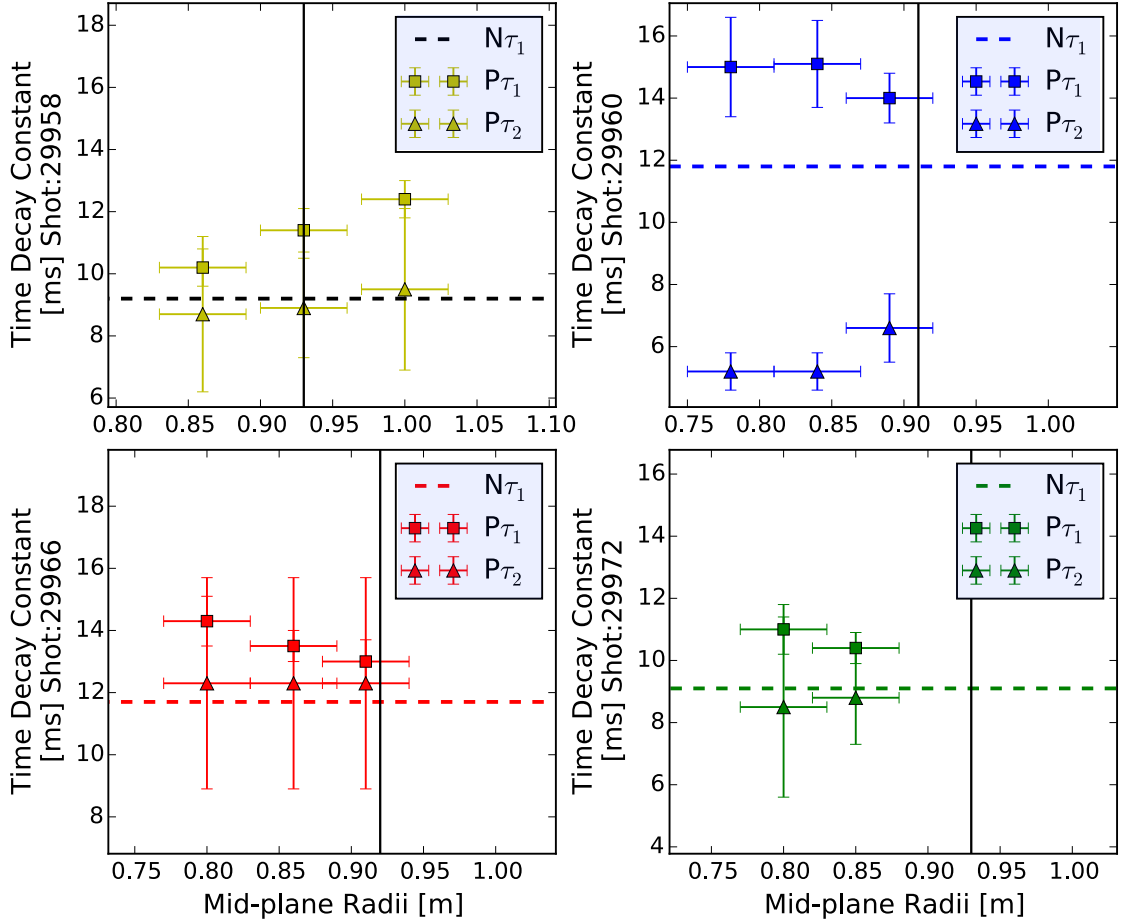 Time Decay Constant
[ms] Shot:29958
18
16
14
12
10
8
6
0.80 0.85 0.90 0.95 1.00 1.05 1.10
Nτ1
Pτ1
Pτ2
Time Decay Constant
[ms] Shot:29960
16
14
12
10
8
6
0.75 0.80 0.85 0.90 0.95 1.00
Nτ1
Pτ1
Pτ2
Time Decay Constant
[ms] Shot:29966
18
16
14
12
10
8
0.75 0.80 0.85 0.90 0.95 1.00
Mid-plane Radii [m]
Nτ1
Pτ1
Pτ2
Time Decay Constant
[ms] Shot:29972
16
14
12
10
8
6
4
0.75 0.80 0.85 0.90 0.95 1.00
Mid-plane Radii [m]
Nτ1
Pτ1
Pτ2